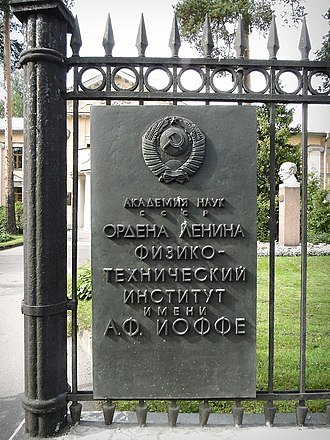 АКАДЕМИЯ НАУК
СССР
ОРДЕНА ЛЕНИНА
ФИЗИКО-
ТЕХНИЧЕСКИЙ
ИНСТИТУТ
ИМЕНИ
А.Ф. ИОФФЕ